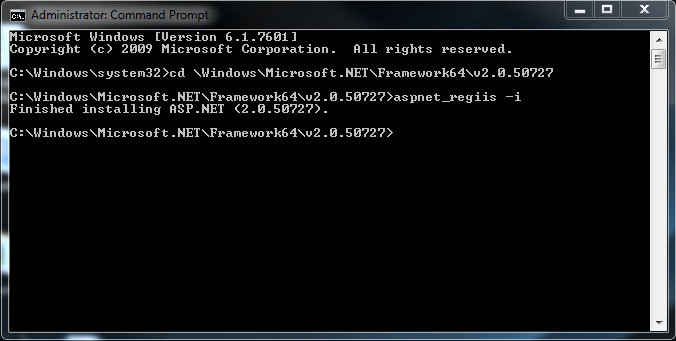 Administrator: Command Prompt
Microsoft Windows [Version 6.1.7601]
Copyright (c) 2009 Microsoft Corporation.  All rights reserved.
C:\Windows\system32>cd \Windows\Microsoft.NET\Framework64\v2.0.50727
C:\Windows\Microsoft.NET\Framework64\v2.0.50727>aspnet_regiis -i
Finished installing ASP.NET (2.0.50727).
C:\Windows\Microsoft.NET\Framework64\v2.0.50727>